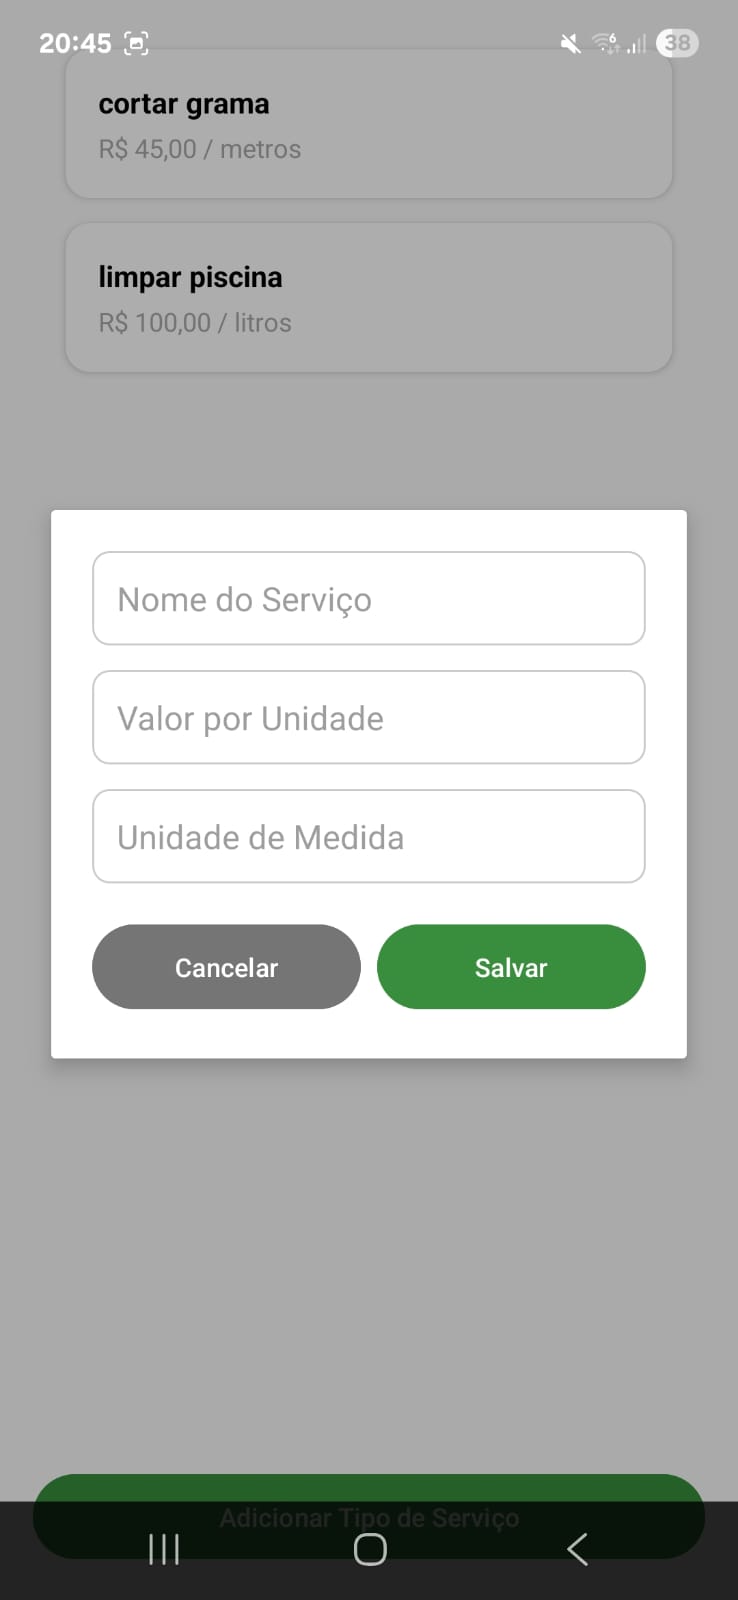 20:45
6
38
cortar grama
R$ 45,00 / metros
limpar piscina
R$ 100,00 / litros
Nome do Serviço
Valor por Unidade
Unidade de Medida
Cancelar
Salvar
Adicionar Tipo de Serviço